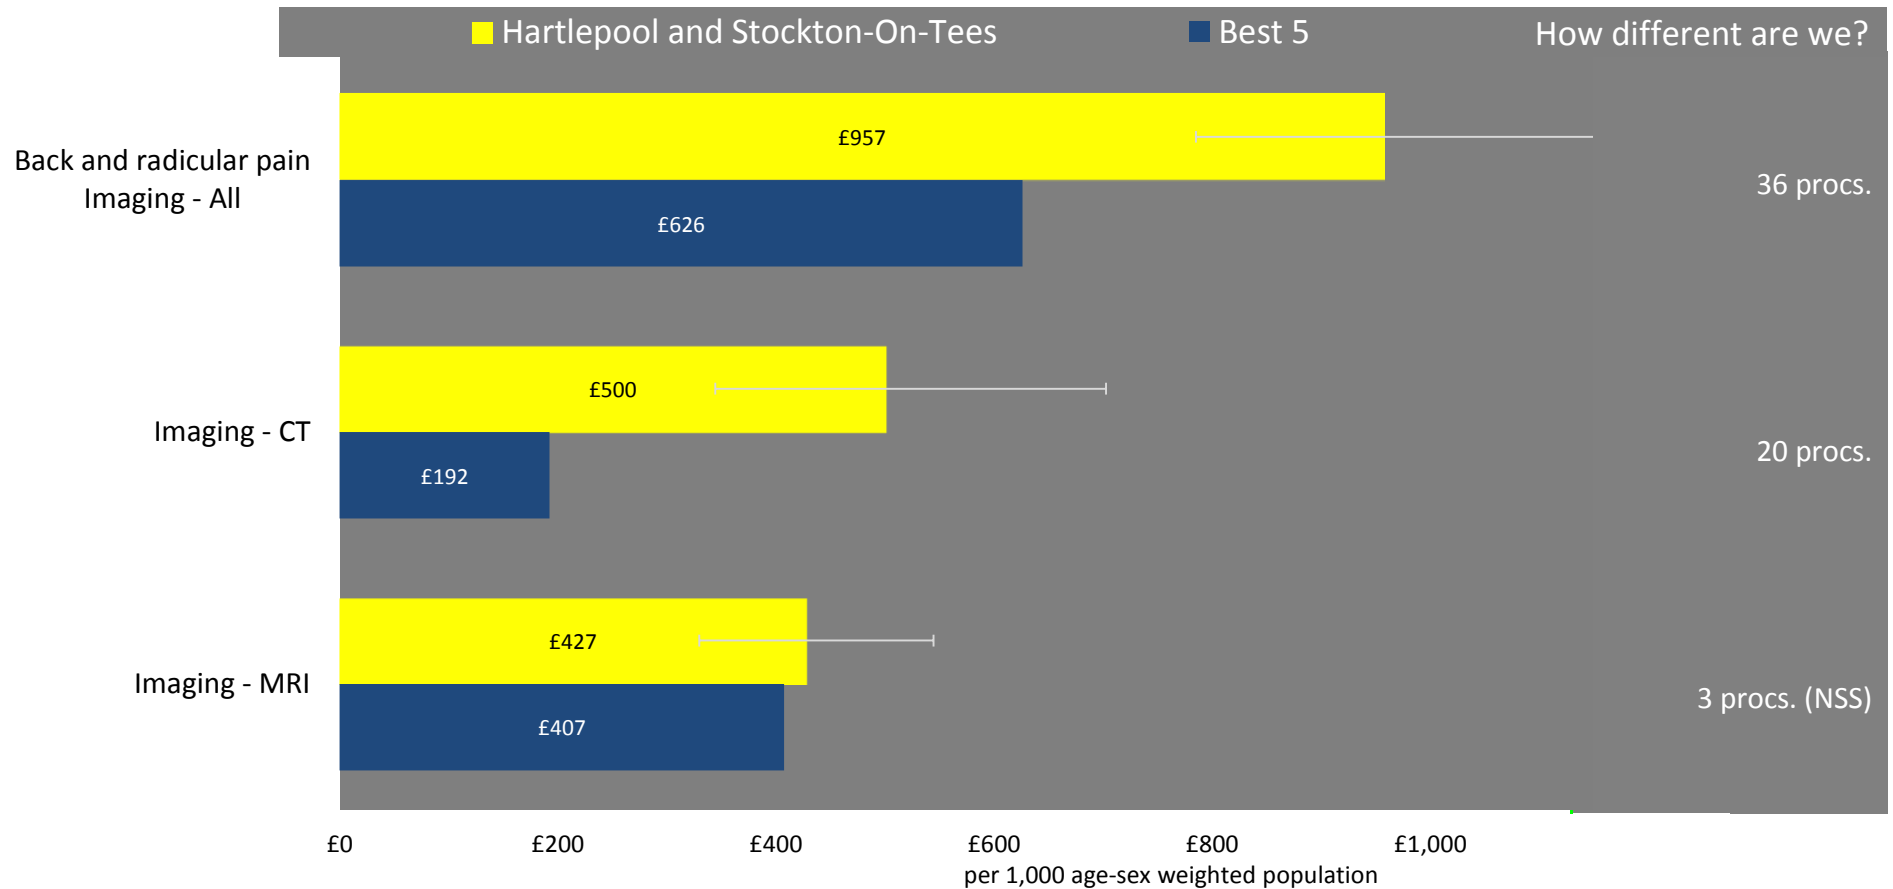 Hartlepool and Stockton-On-Tees
Best 5
How different are we?
Back and radicular pain
Imaging - All
£957
£626
36 procs.
Imaging - CT
£500
£192
20 procs.
Imaging - MRI
£427
£407
3 procs. (NSS)
£0
£200
£400
£600
£800
£1,000
per 1,000 age-sex weighted population